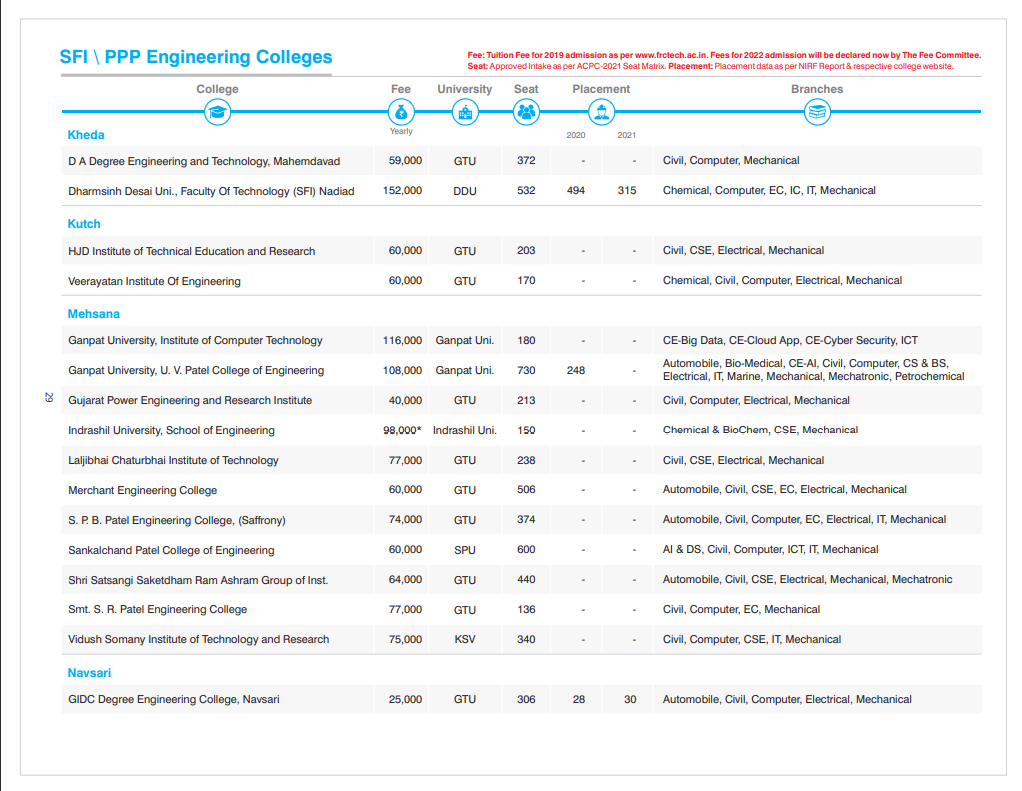 SFI \ PPP Engineering Colleges
Fee: Tuition Fee for 2019 admission as per www.frctech.ac.in. Fees for 2022 admission will be declared now by The Fee Committee.
Seat: Approved Intake as per ACPC-2021 Seat Matrix. Placement: Placement data as per NIRF Report & respective college website.
College Fee University Seat Placement Branches
Yearly
Kheda 2020 2021
D A Degree Engineering and Technology, Mahemdavad 59,000 GTU 372 - - Civil, Computer, Mechanical
Dharmsinh Desai Uni., Faculty Of Technology (SFI) Nadiad 152,000 DDU 532 494 315 Chemical, Computer, EC, IC, IT, Mechanical
Kutch
HJD Institute of Technical Education and Research 60,000 GTU 203 - - Civil, CSE, Electrical, Mechanical
Veerayatan Institute Of Engineering 60,000 GTU 170 - - Chemical, Civil, Computer, Electrical, Mechanical
Mehsana
Ganpat University, Institute of Computer Technology 116,000 Ganpat Uni. 180 - - CE-Big Data, CE-Cloud App, CE-Cyber Security, ICT
Ganpat University, U. V. Patel College of Engineering 108,000 Ganpat Uni. 730 248 - Automobile, Bio-Medical, CE-AI, Civil, Computer, CS & BS,
Electrical, IT, Marine, Mechanical, Mechatronic, Petrochemical
Gujarat Power Engineering and Research Institute 40,000 GTU 213 - - Civil, Computer, Electrical, Mechanical
Indrashil University, School of Engineering 98,000* Indrashil Uni. 150 - - Chemical & BioChem, CSE, Mechanical
Laljibhai Chaturbhai Institute of Technology 77,000 GTU 238 - - Civil, CSE, Electrical, Mechanical
Merchant Engineering College 60,000 GTU 506 - - Automobile, Civil, CSE, EC, Electrical, Mechanical
S. P. B. Patel Engineering College, (Saffrony) 74,000 GTU 374 - - Automobile, Civil, Computer, EC, Electrical, IT, Mechanical
Sankalchand Patel College of Engineering 60,000 SPU 600 - - AI & DS, Civil, Computer, ICT, IT, Mechanical
Shri Satsangi Saketdham Ram Ashram Group of Inst. 64,000 GTU 440 - - Automobile, Civil, CSE, Electrical, Mechanical, Mechatronic
Smt. S. R. Patel Engineering College 77,000 GTU 136 - - Civil, Computer, EC, Mechanical
Vidush Somany Institute of Technology and Research 75,000 KSV 340 - - Civil, Computer, CSE, IT, Mechanical
Navsari
GIDC Degree Engineering College, Navsari 25,000 GTU 306 28 30 Automobile, Civil, Computer, Electrical, Mechanical
29